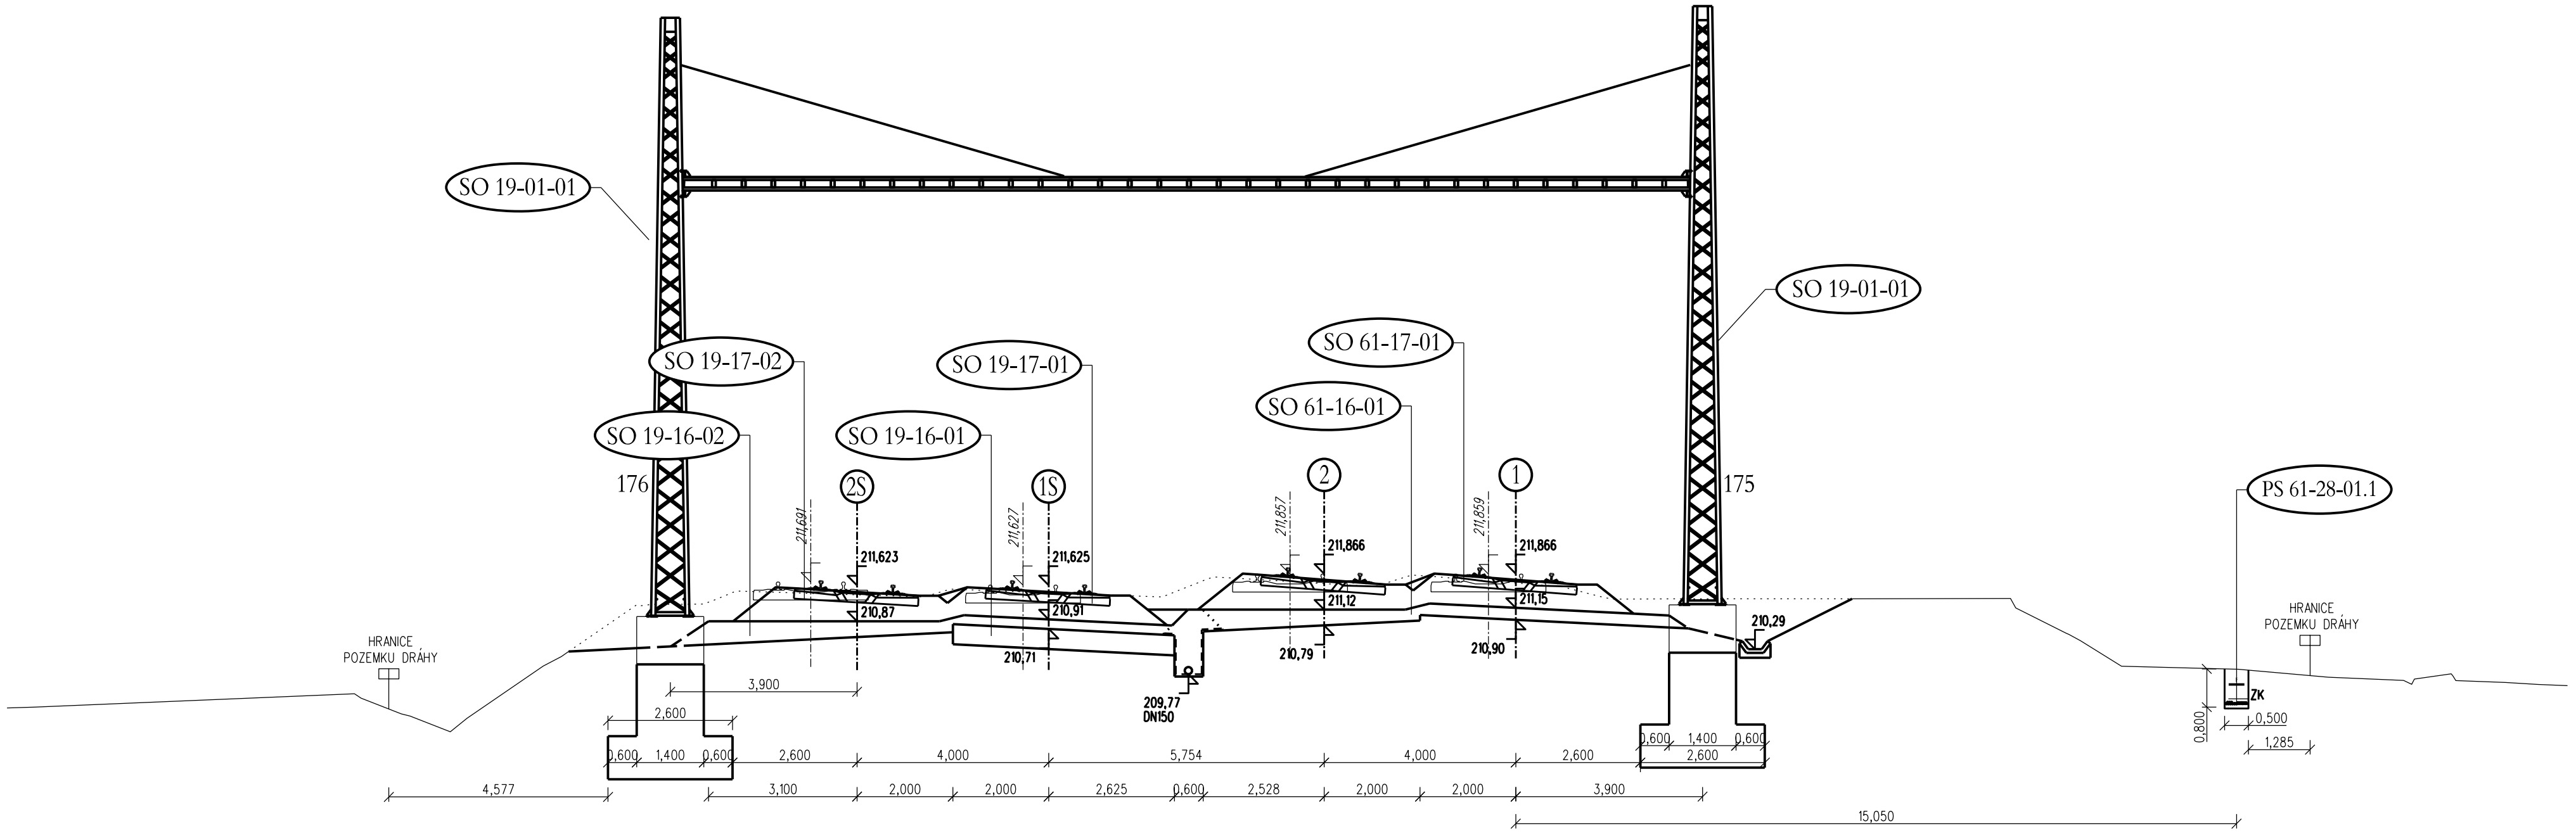 SO 19-01-01
SO 19-01-01
SO 19-17-02
SO 19-17-01
SO 61-17-01
SO 19-16-02
SO 19-16-01
SO 61-16-01
176
175
2S
1S
2
1
PS 61-28-01.1
211,691
211,627
211,857
211,859
211,623
211,625
211,866
211,866
210,87
210,91
211,12
211,15
210,71
210,79
210,90
210,29
209,77
DN150
HRANICE
POZEMKU DRÁHY
HRANICE
POZEMKU DRÁHY
ZK
3,900
2,600
0,800
0,500
1,285
0,600
1,400
0,600
2,600
4,000
5,754
4,000
2,600
0,600
1,400
0,600
2,600
4,577
3,100
2,000
2,000
2,625
0,600
2,528
2,000
2,000
3,900
15,050